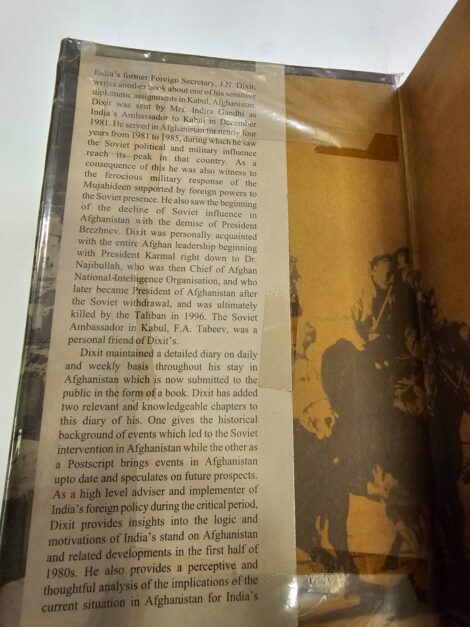 India's former Foreign Secretary, J.N. Dixit,
writes another book about one of his sensitive
diplomatic assignments in Kabul, Afghanistan.
Dixit was sent by Mrs. Indira Gandhi as
India's Ambassador to Kabul in December
1981. He served in Afghanistan for nearly four
years from 1981 to 1985, during which he saw
the Soviet political and military influence
reach its peak in that country. As a
consequence of this he was also witness to
the ferocious military response of the
Mujahideen supported by foreign powers to
the Soviet presence. He also saw the beginning
of the decline of Soviet influence in
Afghanistan with the demise of President
Brezhnev. Dixit was personally acquainted
with the entire Afghan leadership beginning
with President Karmal right down to Dr.
Najibullah, who was then Chief of Afghan
National Intelligence Organisation, and who
later became President of Afghanistan after
the Soviet withdrawal, and was ultimately
killed by the Taliban in 1996. The Soviet
Ambassador in Kabul, F.A. Tabeev, was a
personal friend of Dixit's.
Dixit maintained a detailed diary on daily
and weekly basis throughout his stay in
Afghanistan which is now submitted to the
public in the form of a book. Dixit has added
two relevant and knowledgeable chapters to
this diary of his. One gives the historical
background of events which led to the Soviet
intervention in Afghanistan while the other as
a Postscript brings events in Afghanistan
upto date and speculates on future prospects.
As a high level adviser and implementer of
India's foreign policy during the critical period,
Dixit provides insights into the logic and
motivations of India's stand on Afghanistan
and related developments in the first half of
1980s. He also provides a perceptive and
thoughtful analysis of the implications of the
current situation in Afghanistan for India's